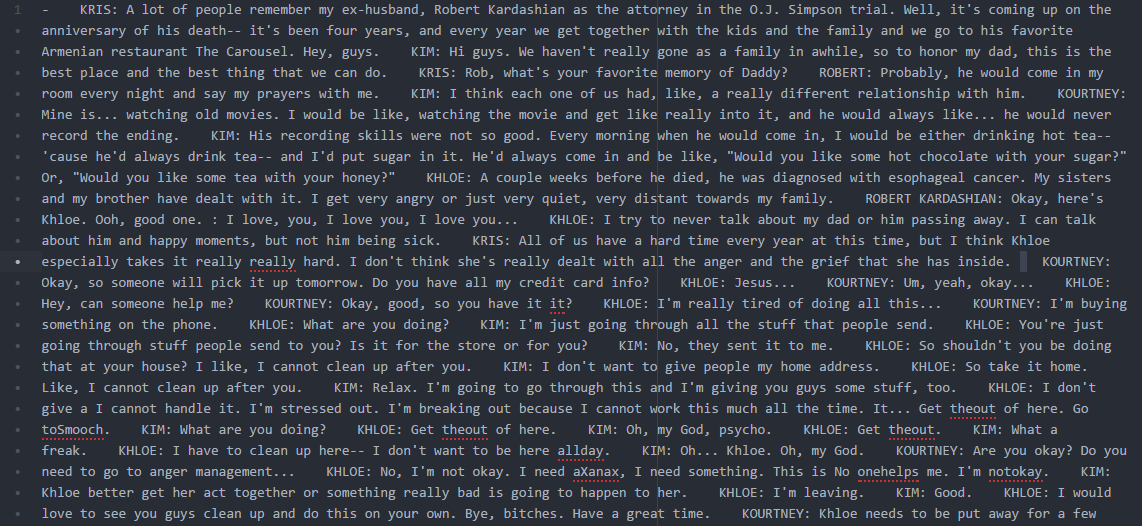 1 -    KRIS: A lot of people remember my ex-husband, Robert Kardashian as the attorney in the O.J. Simpson trial. Well, it's coming up on the
anniversary of his death-- it's been four years, and every year we get together with the kids and the family and we go to his favorite
Armenian restaurant The Carousel. Hey, guys.    KIM: Hi guys. We haven't really gone as a family in awhile, so to honor my dad, this is the
best place and the best thing that we can do.    KRIS: Rob, what's your favorite memory of Daddy?    ROBERT: Probably, he would come in my
room every night and say my prayers with me.    KIM: I think each one of us had, like, a really different relationship with him.    KOURTNEY:
Mine is... watching old movies. I would be like, watching the movie and get like really into it, and he would always like... he would never
record the ending.    KIM: His recording skills were not so good. Every morning when he would come in, I would be either drinking hot tea--
'cause he'd always drink tea-- and I'd put sugar in it. He'd always come in and be like, "Would you like some hot chocolate with your sugar?"
Or, "Would you like some tea with your honey?"    KHLOE: A couple weeks before he died, he was diagnosed with esophageal cancer. My sisters
and my brother have dealt with it. I get very angry or just very quiet, very distant towards my family.    ROBERT KARDASHIAN: Okay, here's
Khloe. Ooh, good one. : I love, you, I love you, I love you...    KHLOE: I try to never talk about my dad or him passing away. I can talk
about him and happy moments, but not him being sick.    KRIS: All of us have a hard time every year at this time, but I think Khloe
especially takes it really really hard. I don't think she's really dealt with all the anger and the grief that she has inside.    KOURTNEY:
Okay, so someone will pick it up tomorrow. Do you have all my credit card info?    KHLOE: Jesus...    KOURTNEY: Um, yeah, okay...    KHLOE:
Hey, can someone help me?    KOURTNEY: Okay, good, so you have it it?    KHLOE: I'm really tired of doing all this...    KOURTNEY: I'm buying
something on the phone.    KHLOE: What are you doing?    KIM: I'm just going through all the stuff that people send.    KHLOE: You're just
going through stuff people send to you? Is it for the store or for you?    KIM: No, they sent it to me.    KHLOE: So shouldn't you be doing
that at your house? I like, I cannot clean up after you.    KIM: I don't want to give people my home address.    KHLOE: So take it home.
Like, I cannot clean up after you.    KIM: Relax. I'm going to go through this and I'm giving you guys some stuff, too.    KHLOE: I don't
give a I cannot handle it. I'm stressed out. I'm breaking out because I cannot work this much all the time. It... Get theout of here. Go
toSmooch.    KIM: What are you doing?    KHLOE: Get theout of here.    KIM: Oh, my God, psycho.    KHLOE: Get theout.    KIM: What a
freak.    KHLOE: I have to clean up here-- I don't want to be here allday.    KIM: Oh... Khloe. Oh, my God.    KOURTNEY: Are you okay? Do you
need to go to anger management...    KHLOE: No, I'm not okay. I need aXanax, I need something. This is No onehelps me. I'm notokay.    KIM:
Khloe better get her act together or something really bad is going to happen to her.    KHLOE: I'm leaving.    KIM: Good.    KHLOE: I would
love to see you guys clean up and do this on your own. Bye, bitches. Have a great time.    KOURTNEY: Khloe needs to be put away for a few